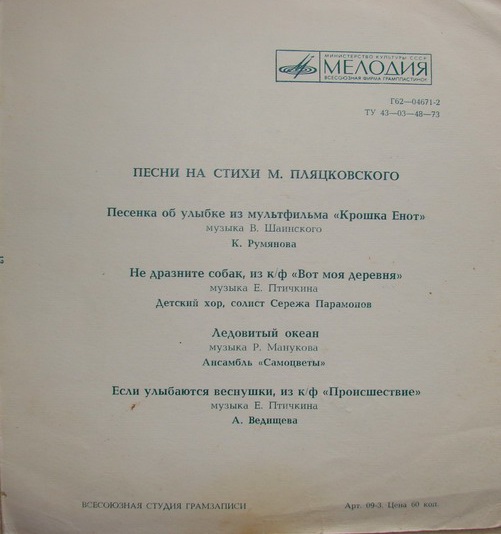 МИНИСТЕРСТВО КУЛЬТУРЫ СССР
МЕЛОДИЯ
ВСЕСОЮЗНАЯ ФИРМА ГРАМПЛАСТИНОК
Г62—04671-2
ТУ 43—03—48—73
ПЕСНИ НА СТИХИ М. ПЛЯЦКОВСКОГО
Песенка об улыбке из мультфильма «Крошка Енот»
музыка В. Шаинского
К. Румянова
Не дразните собак, из к/ф «Вот моя деревня»
музыка Е. Птичкина
Детский хор, солист Сережа Парамонов
Ледовитый океан
музыка Р. Манукова
Ансамбль «Самоцветы»
Если улыбаются веснушки, из к/ф «Происшествие»
музыка Е. Птичкина
А. Ведищева
ВСЕСОЮЗНАЯ СТУДИЯ ГРАМЗАПИСИ
Арт. 09-3. Цена 60 коп.